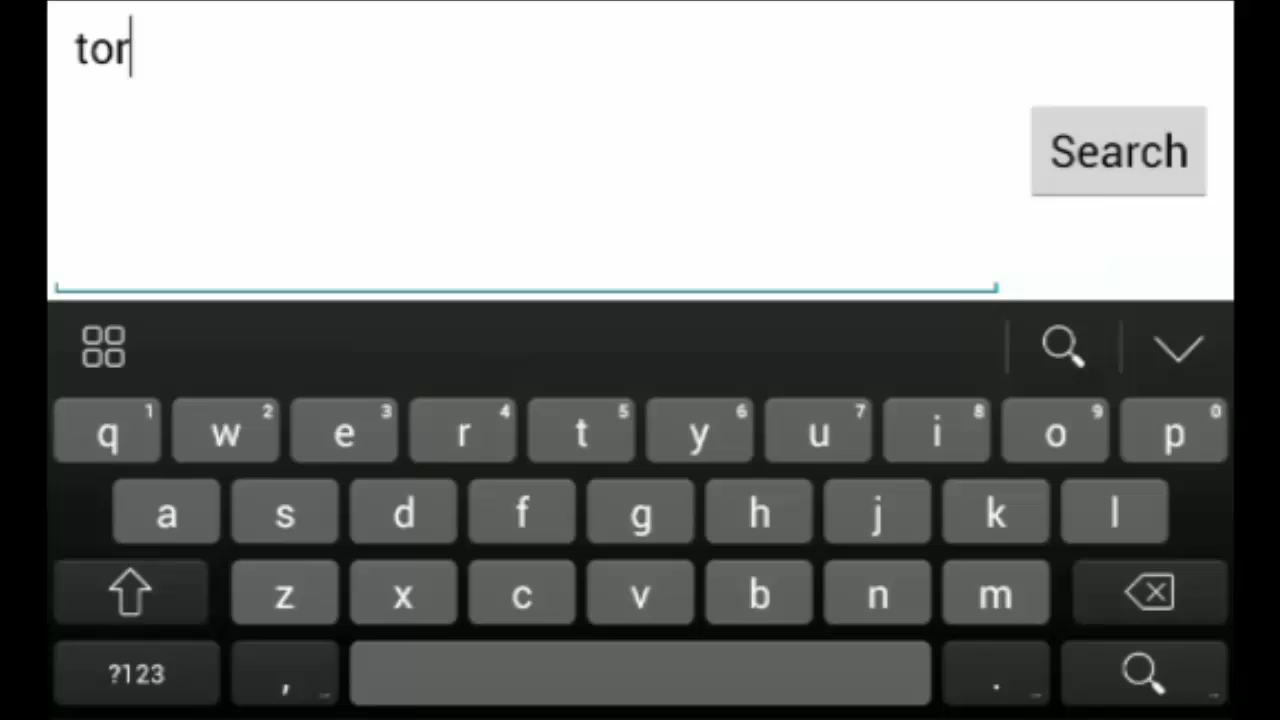 tor
Search
q 1 w 2 e 3 r 4 t 5 y 6 u 7 i 8 o 9 p 0
a s d f g h j k l
z x c v b n m
?123 , .